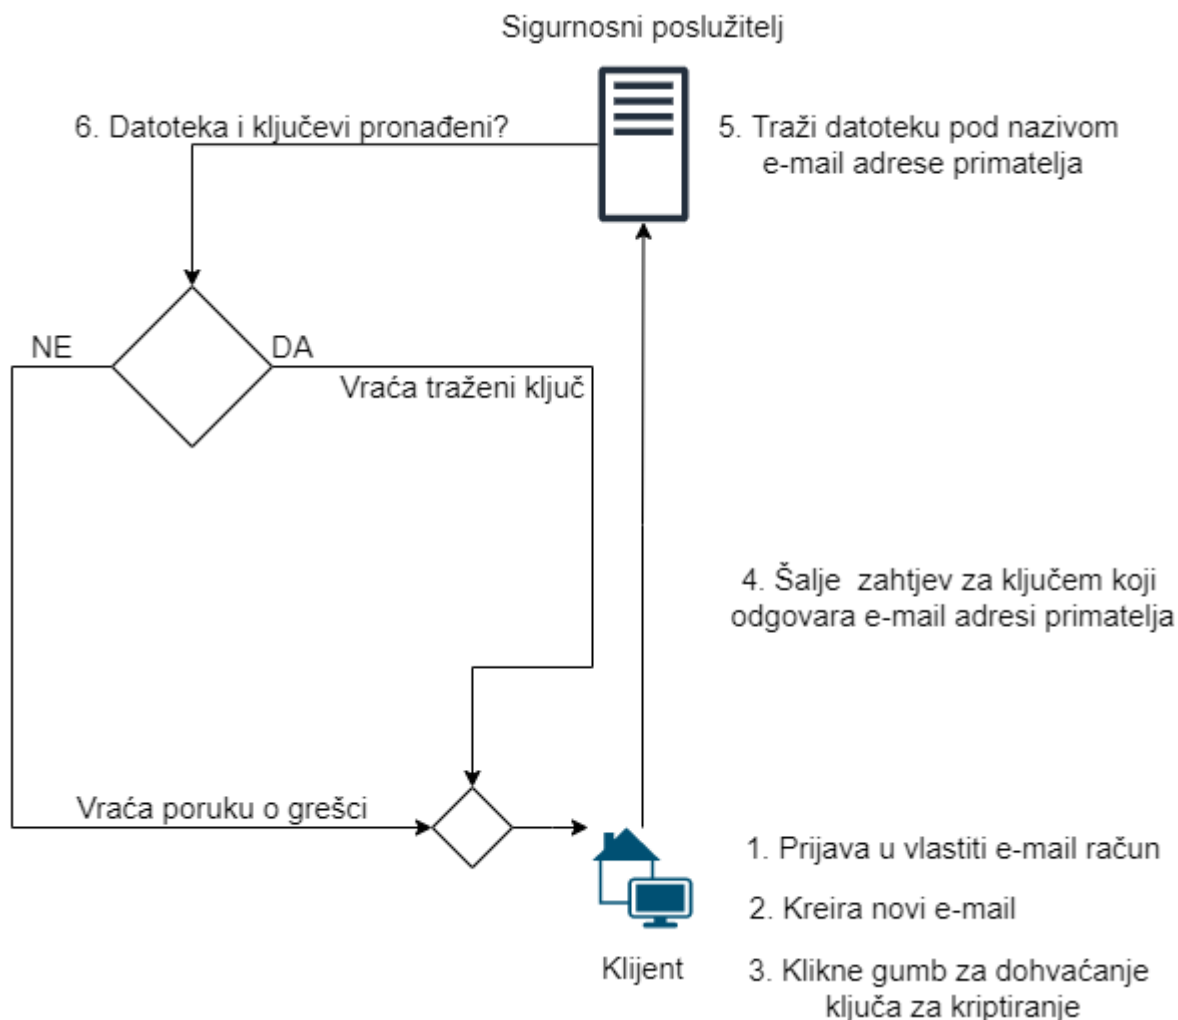 Sigurnosni poslužitelj
6. Datoteka i ključevi pronađeni?
5. Traži datoteku pod nazivom
e-mail adrese primatelja
NE
DA
Vraća traženi ključ
4. Šalje  zahtjev za ključem koji
odgovara e-mail adresi primatelja
Vraća poruku o grešci
1. Prijava u vlastiti e-mail račun
2. Kreira novi e-mail
Klijent
3. Klikne gumb za dohvaćanje
ključa za kriptiranje